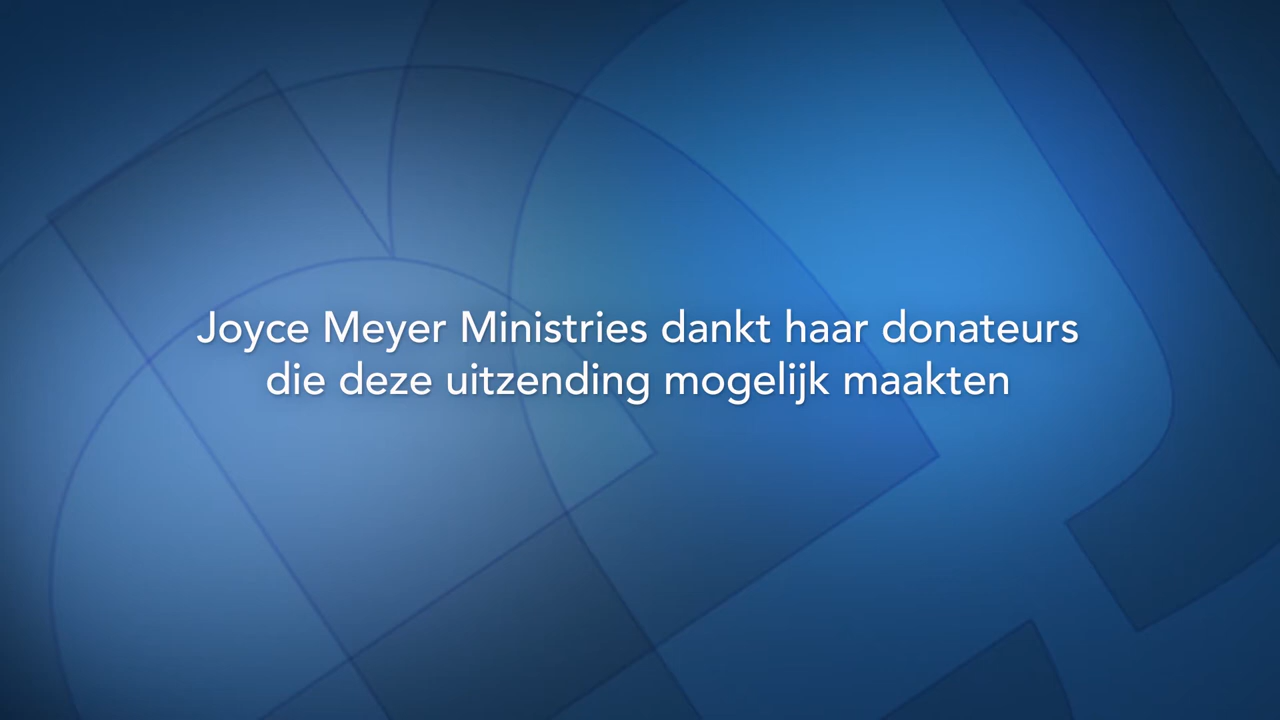 Joyce Meyer Ministries dankt haar donateurs
die deze uitzending mogelijk maakten